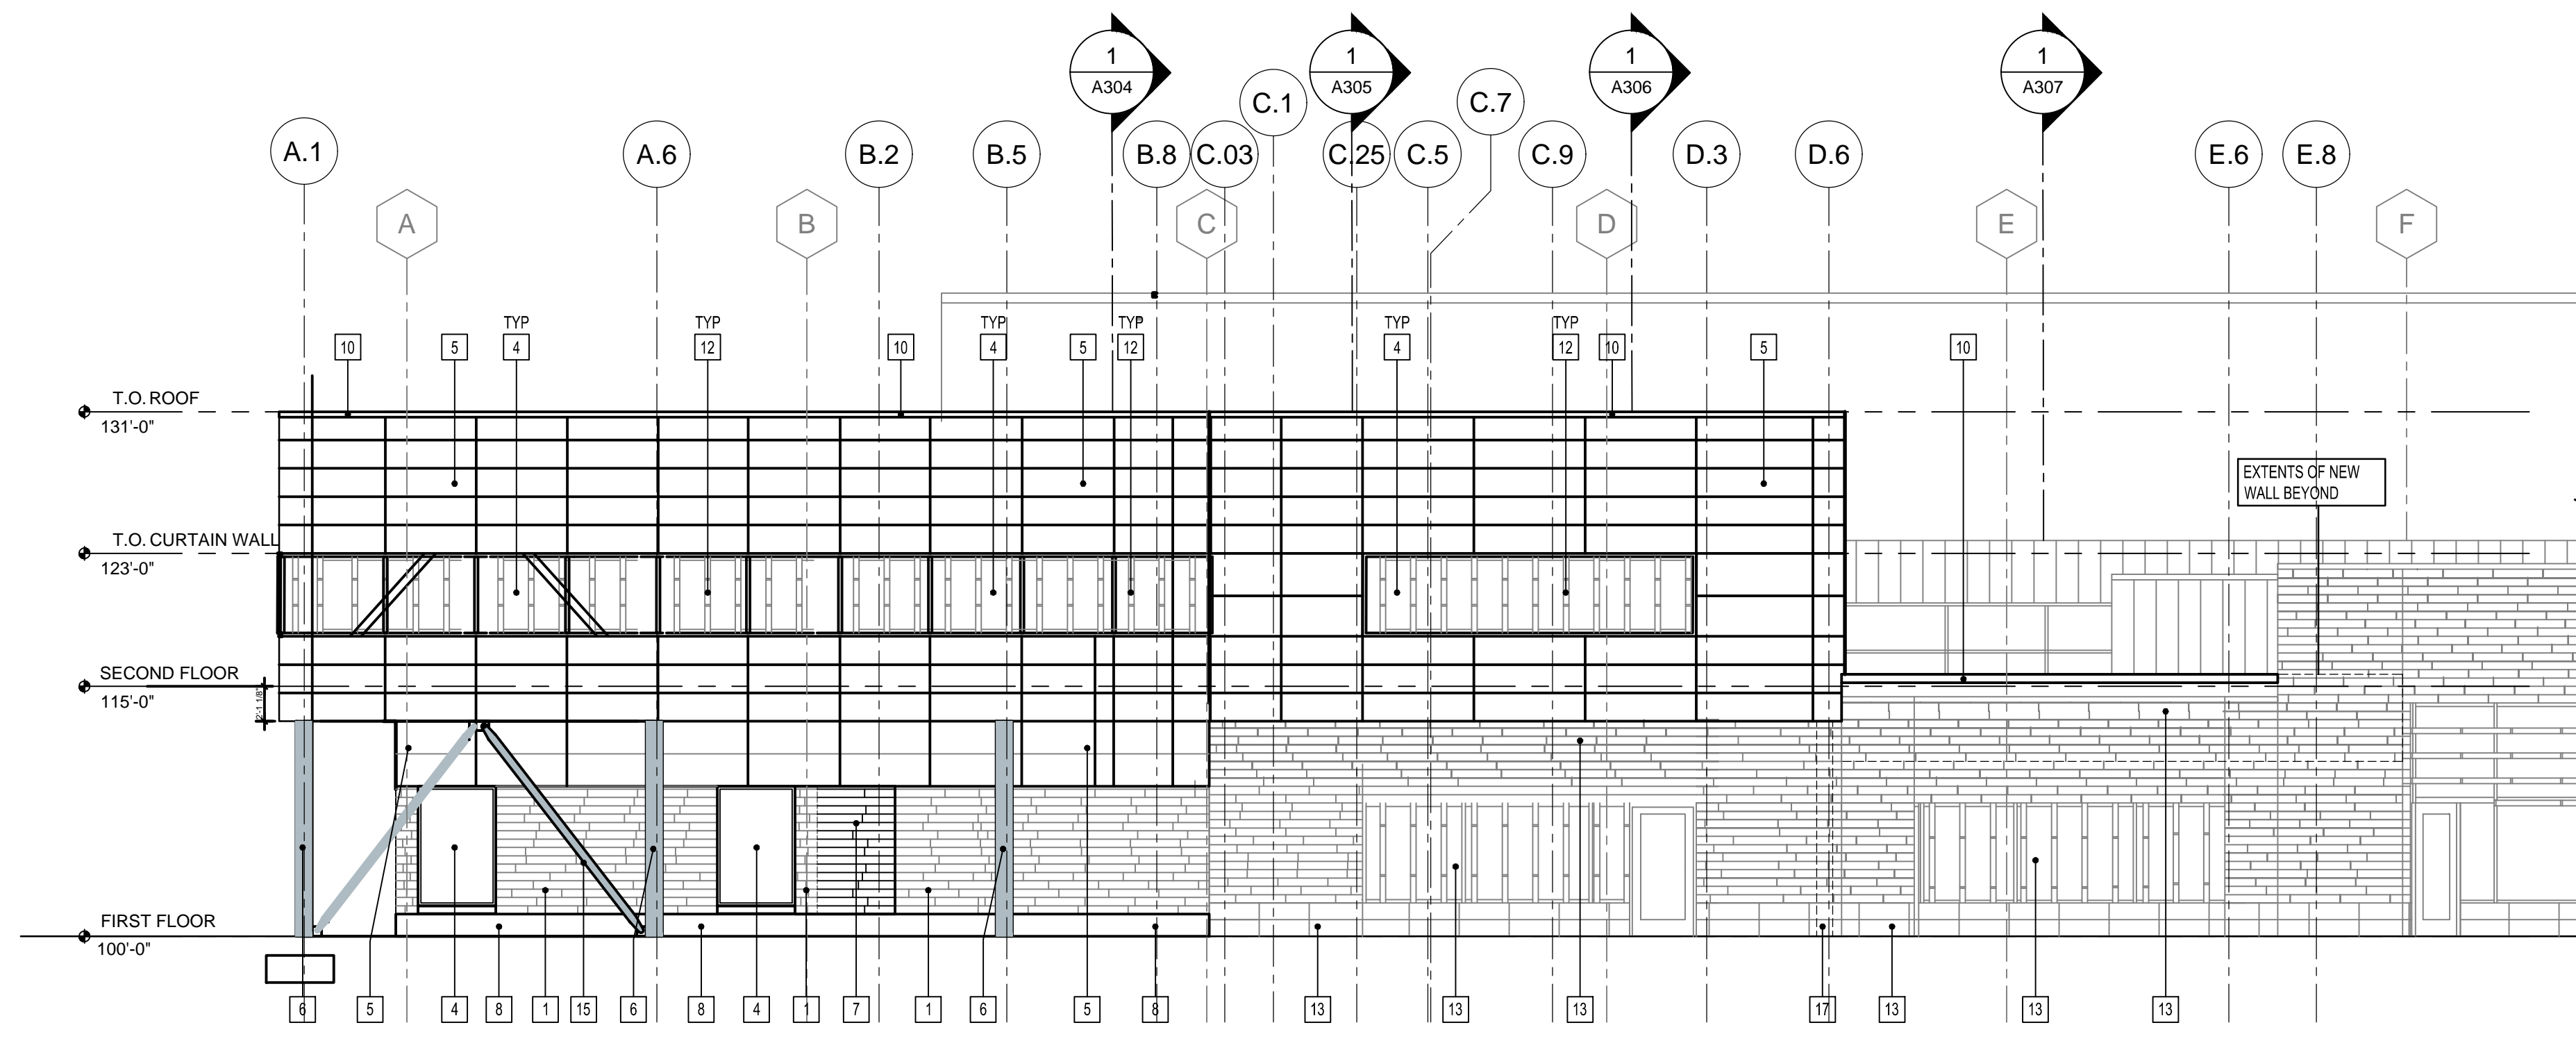 1
A304
1
A305
1
A306
1
A307
C.1
C.7
A.1
A.6
B.2
B.5
B.8
C.03
C.25
C.5
C.9
D.3
D.6
E.6
E.8
A
B
C
D
E
F
TYP
TYP
TYP
TYP
TYP
TYP
10
5
4
12
10
4
5
12
4
12
10
5
10
T.O. ROOF
131'-0"
EXTENTS OF NEW
WALL BEYOND
T.O. CURTAIN WALL
123'-0"
SECOND FLOOR
115'-0"
2'-1 1/8"
FIRST FLOOR
100'-0"
6
5
4
8
1
15
6
8
4
1
7
1
6
5
8
13
13
13
17
13
13
13